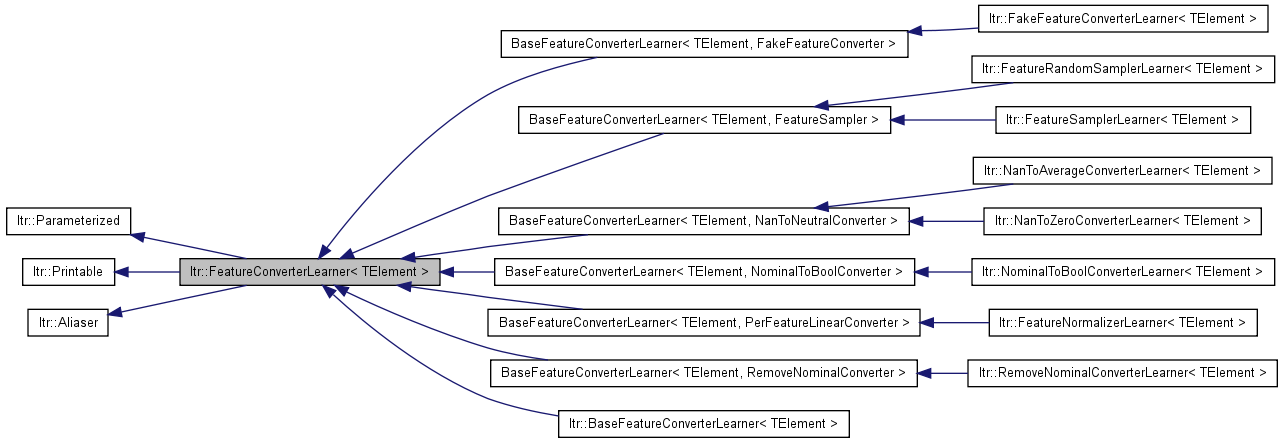 ltr::Parameterized
ltr::Printable
ltr::Aliaser
ltr::FeatureConverterLearner< TElement >
BaseFeatureConverterLearner< TElement, FakeFeatureConverter >
BaseFeatureConverterLearner< TElement, FeatureSampler >
BaseFeatureConverterLearner< TElement, NanToNeutralConverter >
BaseFeatureConverterLearner< TElement, NominalToBoolConverter >
BaseFeatureConverterLearner< TElement, PerFeatureLinearConverter >
BaseFeatureConverterLearner< TElement, RemoveNominalConverter >
ltr::BaseFeatureConverterLearner< TElement >
ltr::FakeFeatureConverterLearner< TElement >
ltr::FeatureRandomSamplerLearner< TElement >
ltr::FeatureSamplerLearner< TElement >
ltr::NanToAverageConverterLearner< TElement >
ltr::NanToZeroConverterLearner< TElement >
ltr::NominalToBoolConverterLearner< TElement >
ltr::FeatureNormalizerLearner< TElement >
ltr::RemoveNominalConverterLearner< TElement >